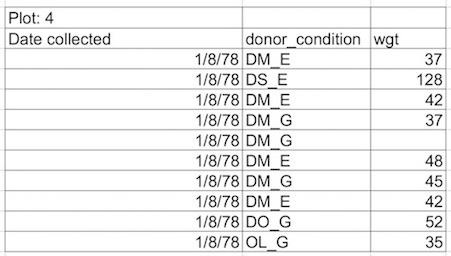 Plot: 4
Date collected donor_condition wgt
1/8/78 DM_E 37
1/8/78 DS_E 128
1/8/78 DM_E 42
1/8/78 DM_G 37
1/8/78 DM_G
1/8/78 DM_E 48
1/8/78 DM_G 45
1/8/78 DM_E 42
1/8/78 DO_G 52
1/8/78 OL_G 35